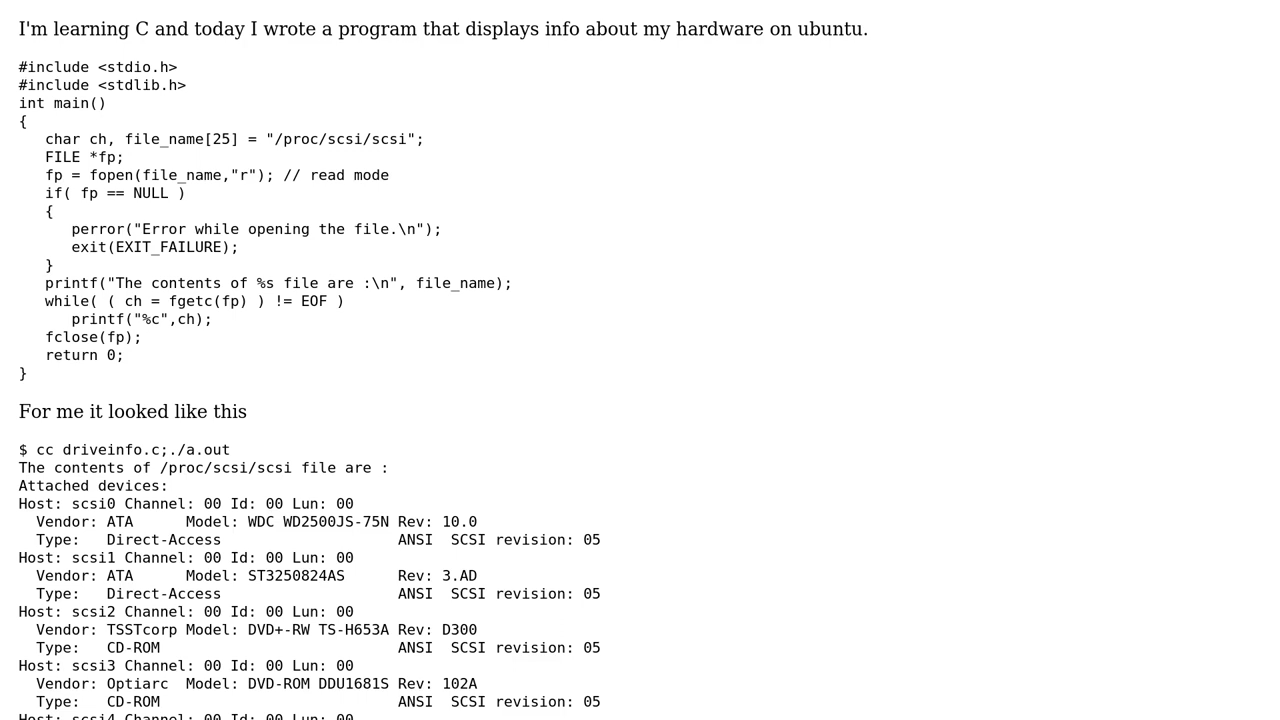 I'm learning C and today I wrote a program that displays info about my hardware on ubuntu.
#include <stdio.h>
#include <stdlib.h>
int main()
{
   char ch, file_name[25] = "/proc/scsi/scsi";
   FILE *fp;
   fp = fopen(file_name,"r"); // read mode
   if( fp == NULL )
   {
      perror("Error while opening the file.\n");
      exit(EXIT_FAILURE);
   }
   printf("The contents of %s file are :\n", file_name);
   while( ( ch = fgetc(fp) ) != EOF )
      printf("%c",ch);
   fclose(fp);
   return 0;
}
For me it looked like this
$ cc driveinfo.c;./a.out
The contents of /proc/scsi/scsi file are :
Attached devices:
Host: scsi0 Channel: 00 Id: 00 Lun: 00
  Vendor: ATA      Model: WDC WD2500JS-75N Rev: 10.0
  Type:   Direct-Access                    ANSI  SCSI revision: 05
Host: scsi1 Channel: 00 Id: 00 Lun: 00
  Vendor: ATA      Model: ST3250824AS      Rev: 3.AD
  Type:   Direct-Access                    ANSI  SCSI revision: 05
Host: scsi2 Channel: 00 Id: 00 Lun: 00
  Vendor: TSSTcorp Model: DVD+-RW TS-H653A Rev: D300
  Type:   CD-ROM                           ANSI  SCSI revision: 05
Host: scsi3 Channel: 00 Id: 00 Lun: 00
  Vendor: Optiarc  Model: DVD-ROM DDU1681S Rev: 102A
  Type:   CD-ROM                           ANSI  SCSI revision: 05
Host: scsi4 Channel: 00 Id: 00 Lun: 00